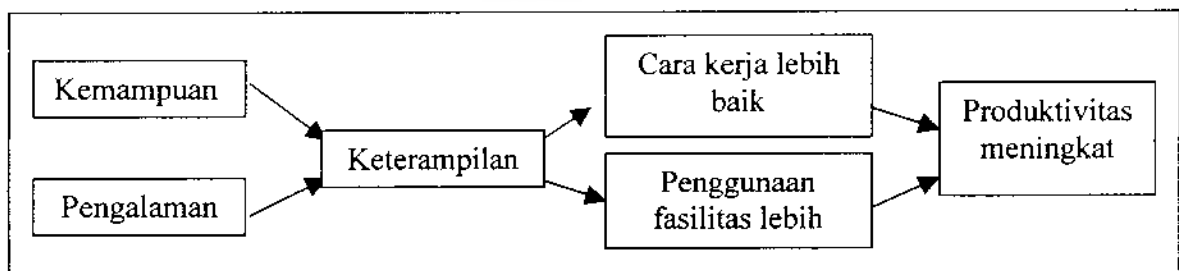 Kemampuan
Pengalaman
Keterampilan
Cara kerja lebih
baik
Penggunaan
fasilitas lebih
Produktivitas
meningkat